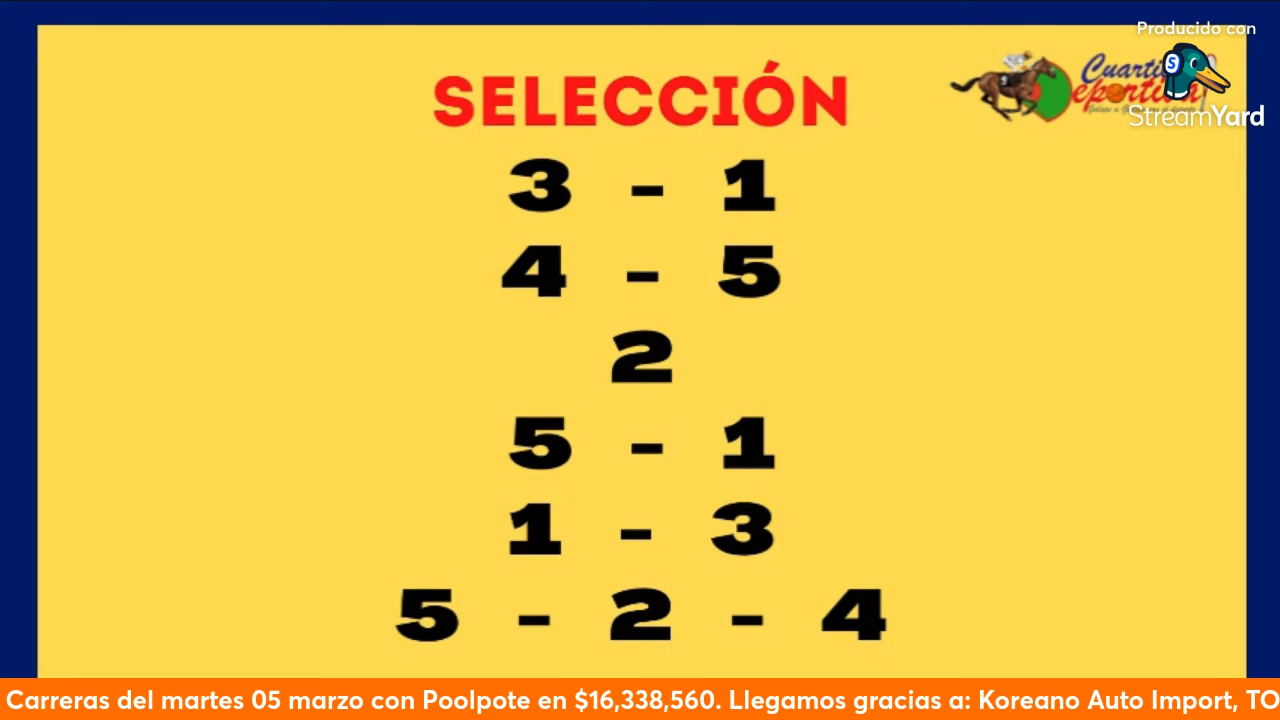 Producido con
SELECCIÓN
StreamYard
3 - 1
4 - 5
2
5 - 1
1 - 3
5 - 2 - 4
Carreras del martes 05 marzo con Poolpote en $16,338,560. Llegamos gracias a: Koreano Auto Import, TO